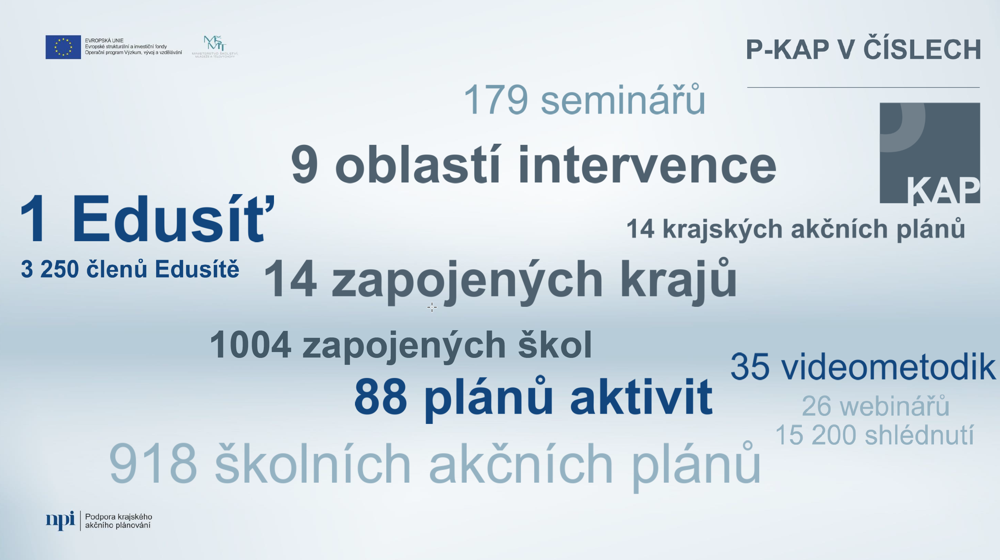 EVROPSKÁ UNIE
Evropské strukturální a investiční fondy
Operační program Výzkum, vývoj a vzdělávání
MŠMT
MINISTERSTVO ŠKOLSTVÍ,
MLÁDEŽE A TĚLOVÝCHOVY
P-KAP V ČÍSLECH
179 seminářů
9 oblastí intervence
P-KAP
1 Edusíť
14 krajských akčních plánů
3 250 členů Edusítě
14 zapojených krajů
1004 zapojených škol
35 videometodik
88 plánů aktivit
26 webinářů
15 200 shlédnutí
918 školních akčních plánů
npi
Podpora krajského
akčního plánování